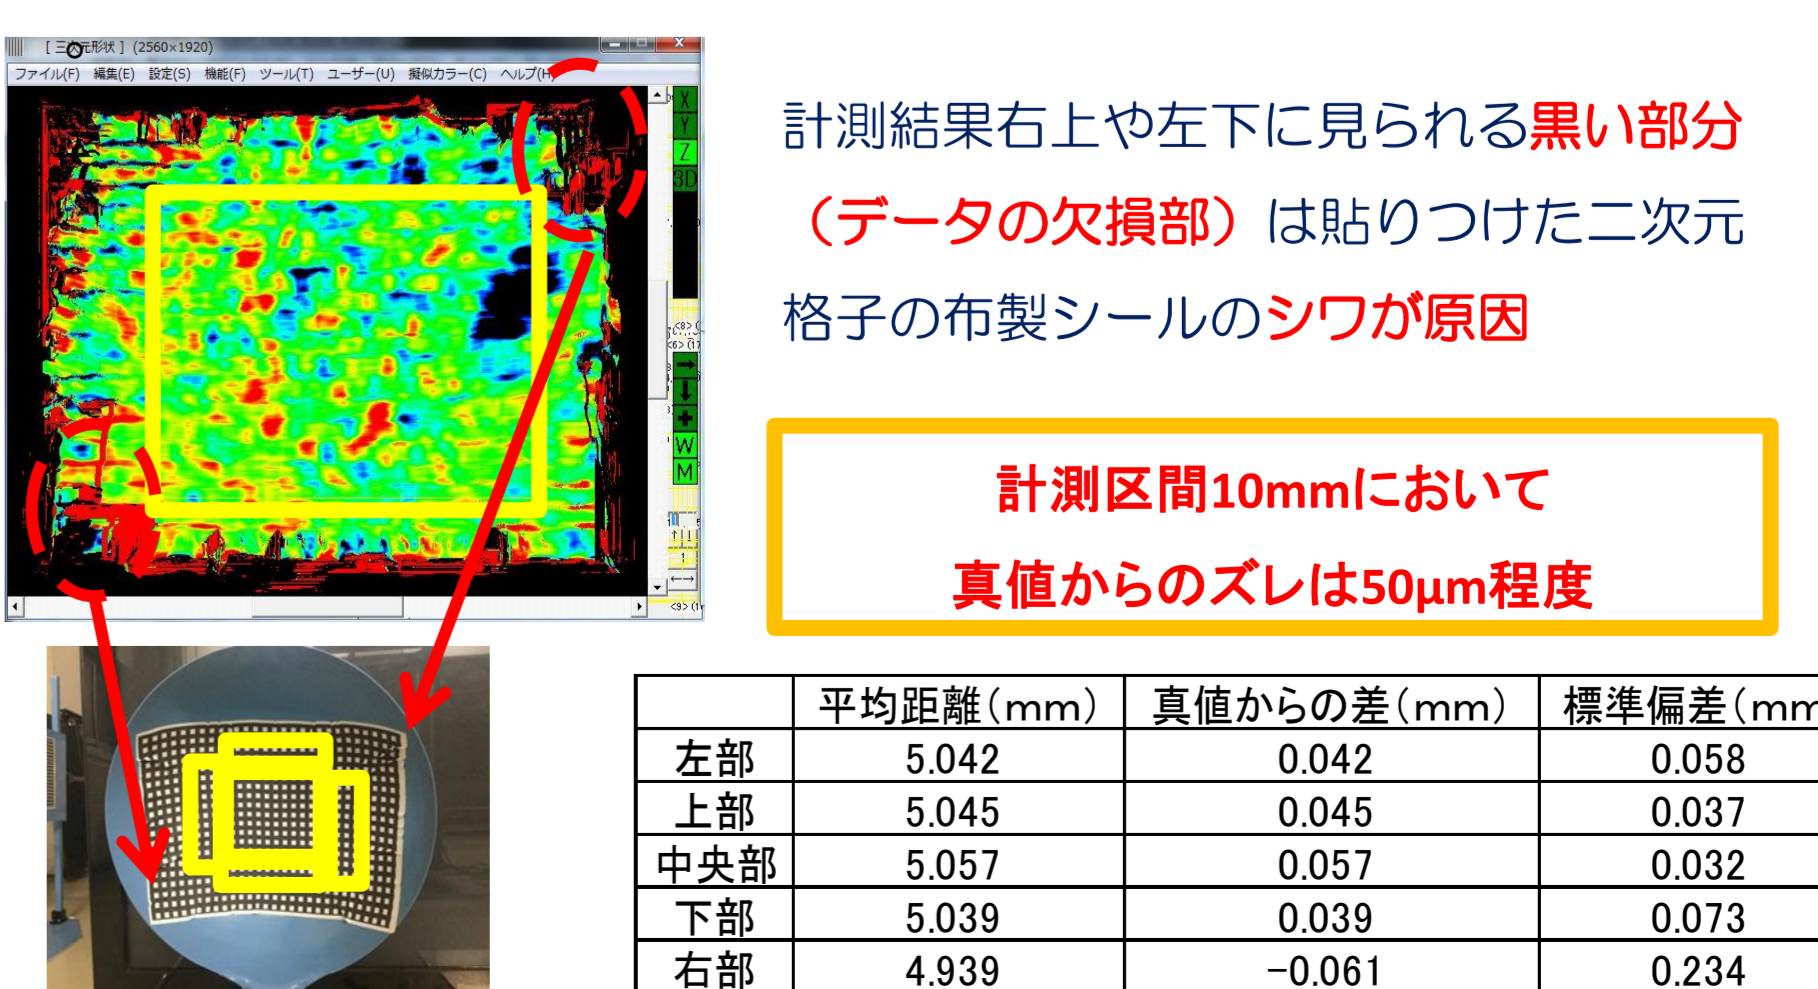 [ 三次元形状 ] (2560×1920)
ファイル(F) 編集(E) 設定(S) 機能(F) ツール(T) ユーザー(U) 擬似カラー(C) ヘルプ(H)
X
Y
Z
3D
W
M
計測結果右上や左下に見られる黒い部分
（データの欠損部）は貼りつけた二次元
格子の布製シールのシワが原因
計測区間10mmにおいて
真値からのズレは50μm程度
平均距離(mm) 真値からの差(mm) 標準偏差(mm
左部 5.042 0.042 0.058
上部 5.045 0.045 0.037
中央部 5.057 0.057 0.032
下部 5.039 0.039 0.073
右部 4.939 -0.061 0.234